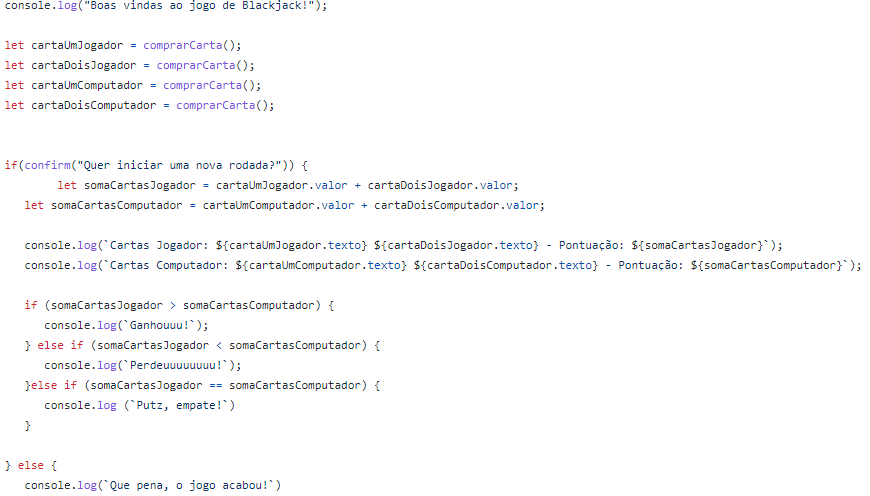 console.log("Boas vindas ao jogo de Blackjack!");
let cartaUmJogador = comprarCarta();
let cartaDoisJogador = comprarCarta();
let cartaUmComputador = comprarCarta();
let cartaDoisComputador = comprarCarta();
if(confirm("Quer iniciar uma nova rodada?")) {
let somaCartasJogador = cartaUmJogador.valor + cartaDoisJogador.valor;
let somaCartasComputador = cartaUmComputador.valor + cartaDoisComputador.valor;
console.log(`Cartas Jogador: ${cartaUmJogador.texto} ${cartaDoisJogador.texto} - Pontuação: ${somaCartasJogador}`);
console.log(`Cartas Computador: ${cartaUmComputador.texto} ${cartaDoisComputador.texto} - Pontuação: ${somaCartasComputador}`);
if (somaCartasJogador > somaCartasComputador) {
console.log(`Ganhouuu!`);
} else if (somaCartasJogador < somaCartasComputador) {
console.log(`Perdeuuuuuuuu!`);
}else if (somaCartasJogador == somaCartasComputador) {
console.log (`Putz, empate!`)
}
} else {
console.log(`Que pena, o jogo acabou!`)